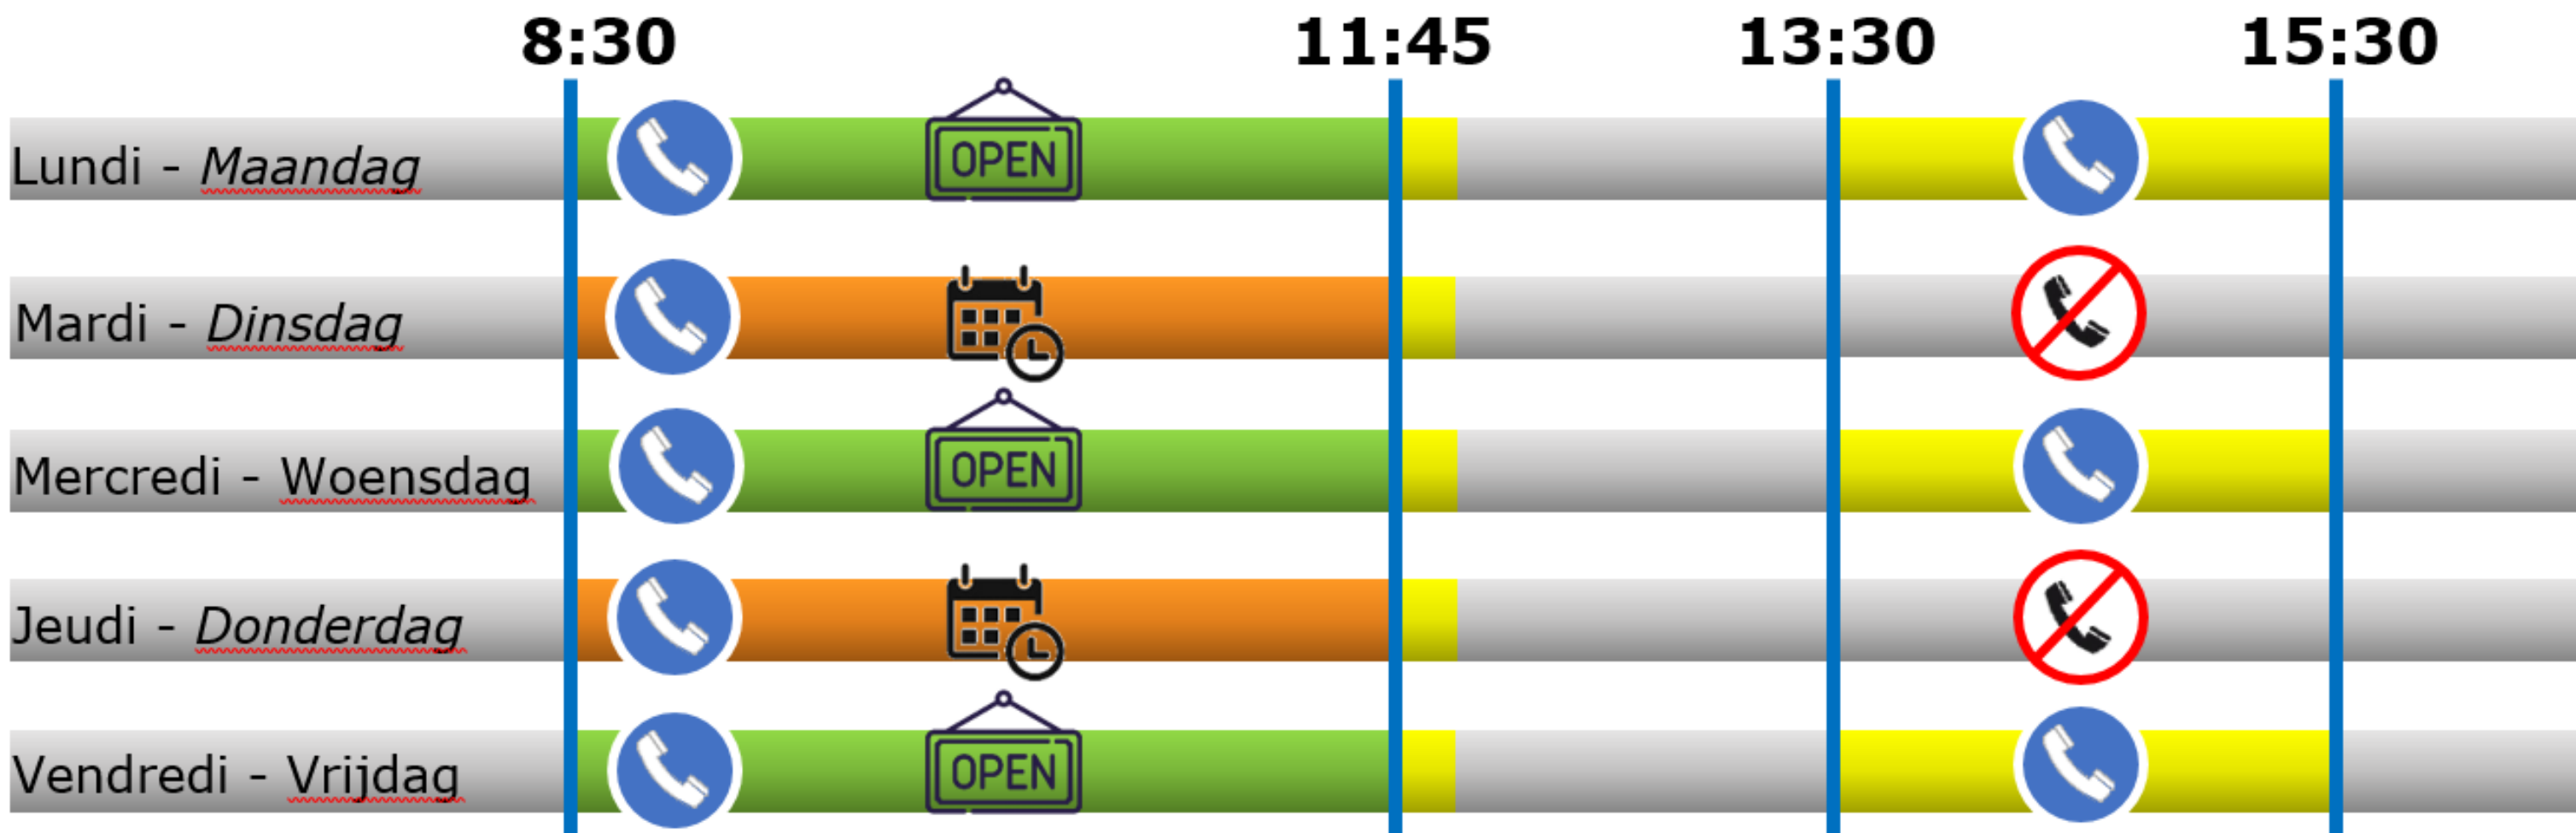 8:30 11:45 13:30 15:30
Lundi - Maandag OPEN
Mardi - Dinsdag
Mercredi - Woensdag OPEN
Jeudi - Donderdag
Vendredi - Vrijdag OPEN